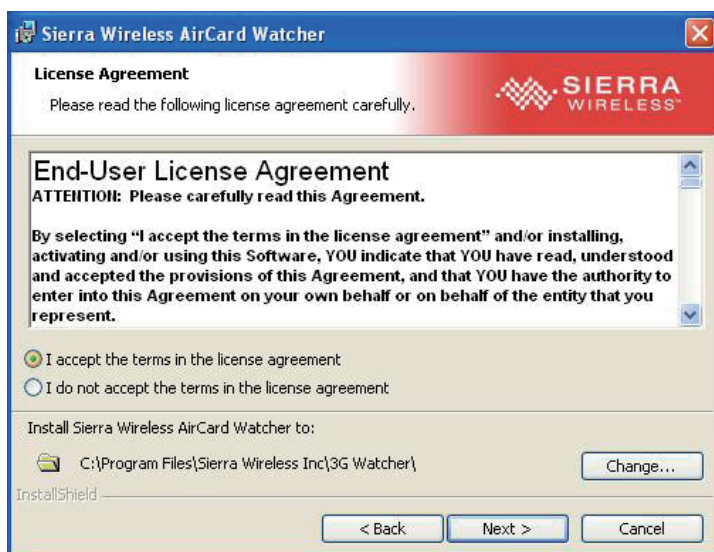 Sierra Wireless AirCard Watcher
License Agreement
Please read the following license agreement carefully.
SIERRA
WIRELESS™
End-User License Agreement
ATTENTION: Please carefully read this Agreement.
By selecting “I accept the terms in the license agreement” and/or installing,
activating and/or using this Software, YOU indicate that YOU have read, understood
and accepted the provisions of this Agreement, and that YOU have the authority to
enter into this Agreement on your own behalf or on behalf of the entity that you
represent.
I accept the terms in the license agreement
I do not accept the terms in the license agreement
Install Sierra Wireless AirCard Watcher to:
C:\Program Files\Sierra Wireless Inc\3G Watcher\
Change...
InstallShield
< Back
Next >
Cancel